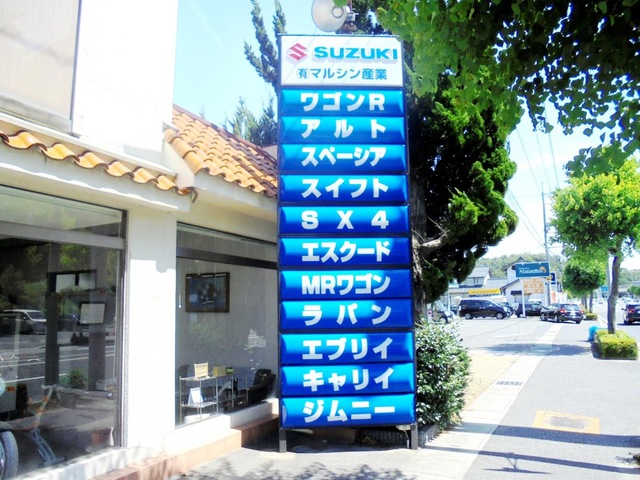 SUZUKI
有マルシン産業
ワゴンR
アルト
スペーシア
スイフト
SX4
エスクード
MRワゴン
ラパン
エブリイ
キャリイ
ジムニー